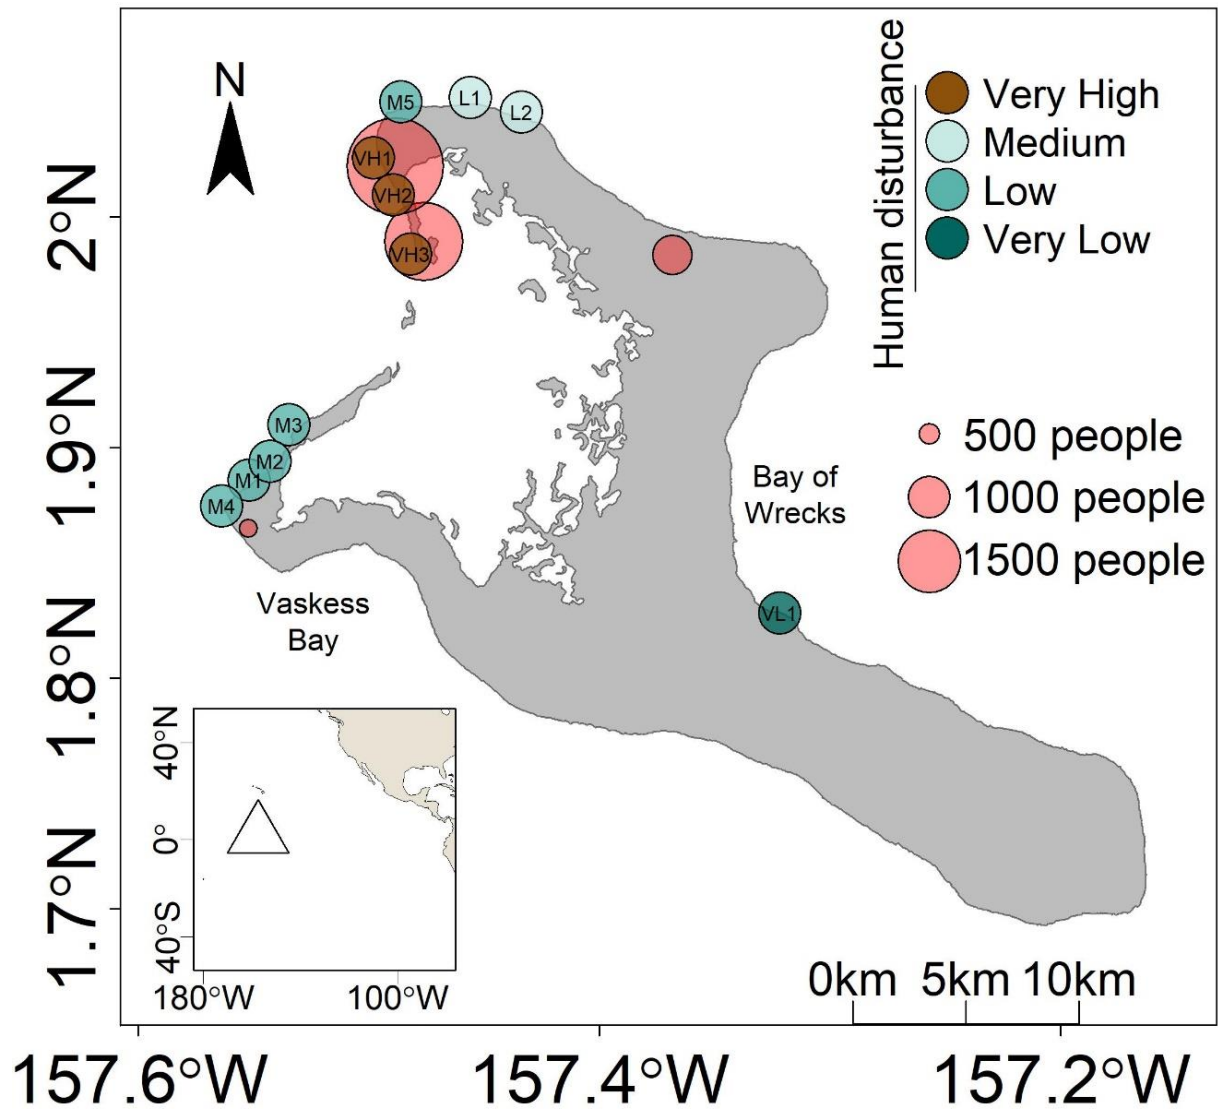 N
M5
L1
L2
VH1
VH2
VH3
M3
M2
M1
M4
VL1
Human disturbance
Very High
Medium
Low
Very Low
500 people
1000 people
1500 people
Bay of
Wrecks
Vaskess
Bay
2°N
1.9°N
1.8°N
1.7°N
40°N
0°
40°S
180°W
100°W
0km
5km
10km
157.6°W
157.4°W
157.2°W